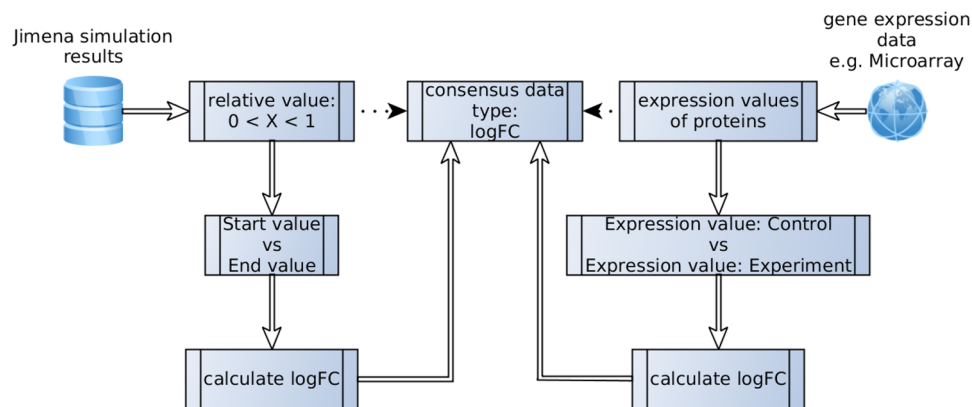 Jimena simulation
results
relative value:
0 < X < 1
consensus data
type:
logFC
expression values
of proteins
gene expression
data
e.g. Microarray
Start value
vs
End value
Expression value: Control
vs
Expression value: Experiment
calculate logFC
calculate logFC